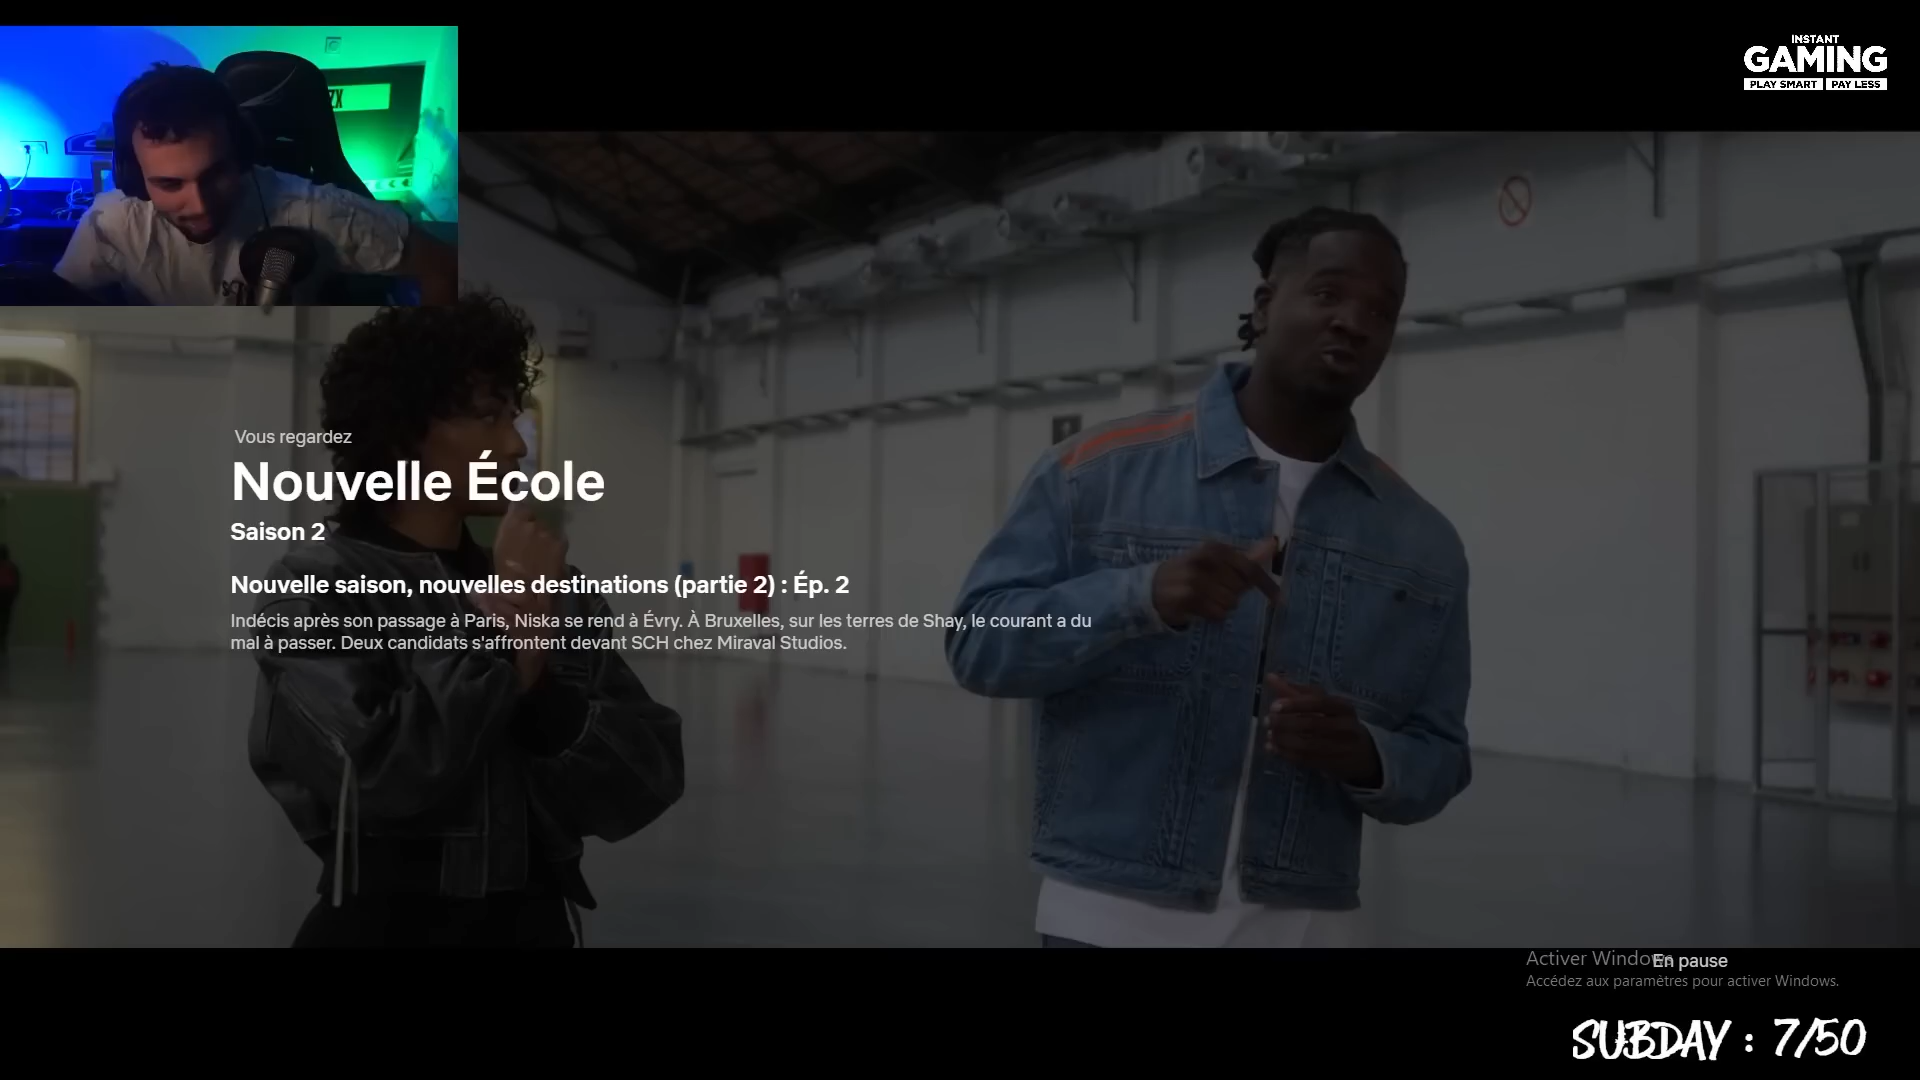 INSTANT
GAMING
PLAY SMART PAY LESS
ZX
Vous regardez
Nouvelle École
Saison 2
Nouvelle saison, nouvelles destinations (partie 2) : Ép. 2
Indécis après son passage à Paris, Niska se rend à Évry. À Bruxelles, sur les terres de Shay, le courant a du
mal à passer. Deux candidats s'affrontent devant SCH chez Miraval Studios.
Activer Windows
En pause
Accédez aux paramètres pour activer Windows.
SUBDAY : 7/50